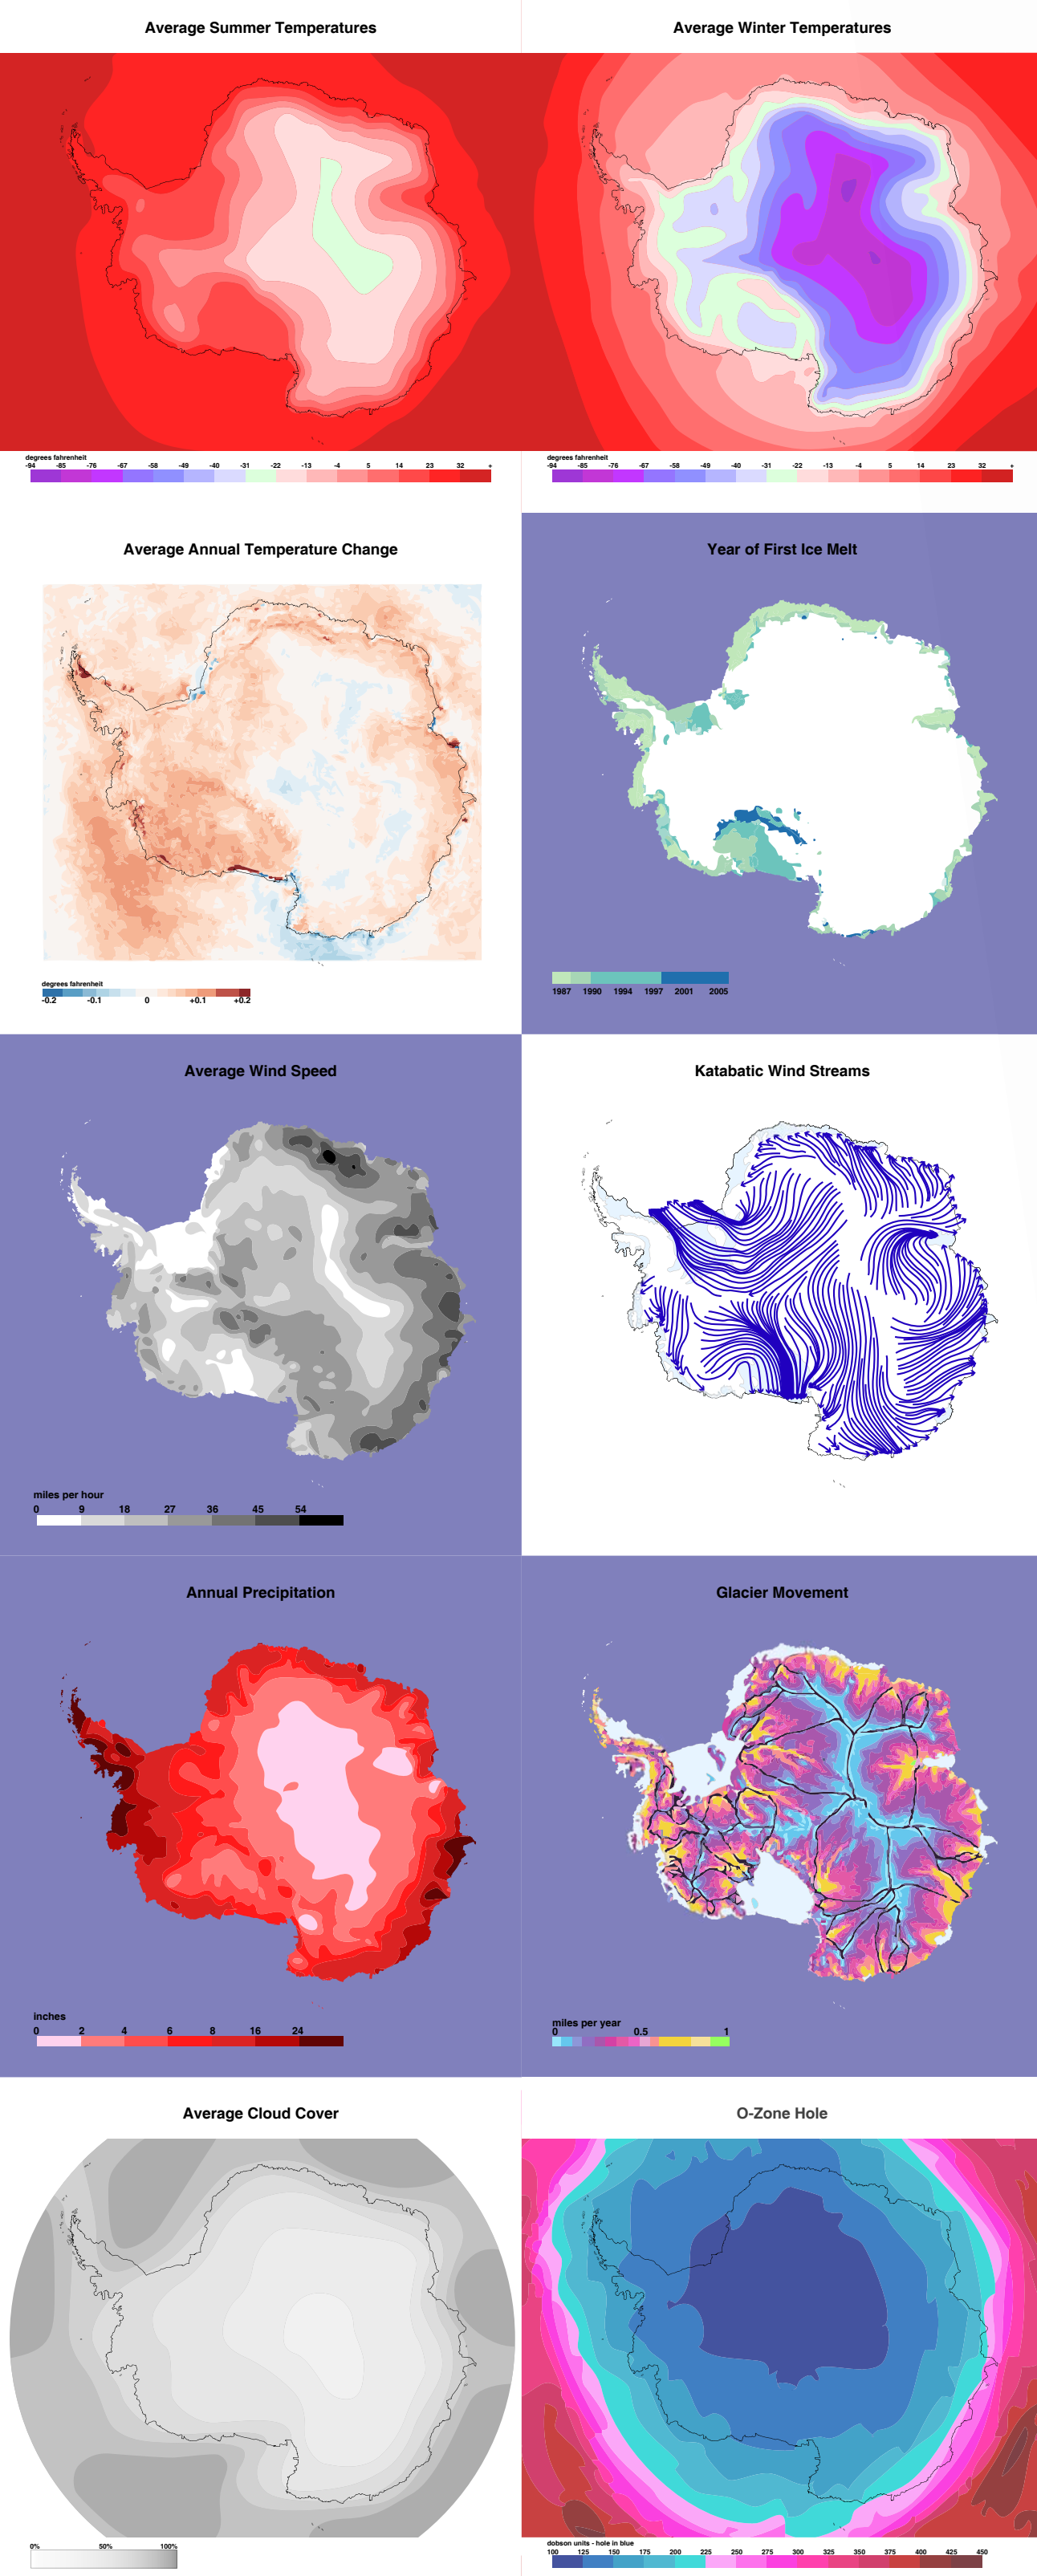 Average Summer Temperatures
Average Winter Temperatures
degrees fahrenheit
-94 -85 -76 -67 -58 -49 -40 -31 -22 -13 -4 5 14 23 32 +
degrees fahrenheit
-94 -85 -76 -67 -58 -49 -40 -31 -22 -13 -4 5 14 23 32 +
Average Annual Temperature Change
degrees fahrenheit
-0.2 -0.1 0 +0.1 +0.2
Year of First Ice Melt
1987 1990 1994 1997 2001 2005
Average Wind Speed
miles per hour
0 9 18 27 36 45 54
Katabatic Wind Streams
Annual Precipitation
inches
0 2 4 6 8 16 24
Glacier Movement
miles per year
0 0.5 1
Average Cloud Cover
0% 50% 100%
O-Zone Hole
dobson units - hole in blue
100 125 150 175 200 225 250 275 300 325 350 375 400 425 450